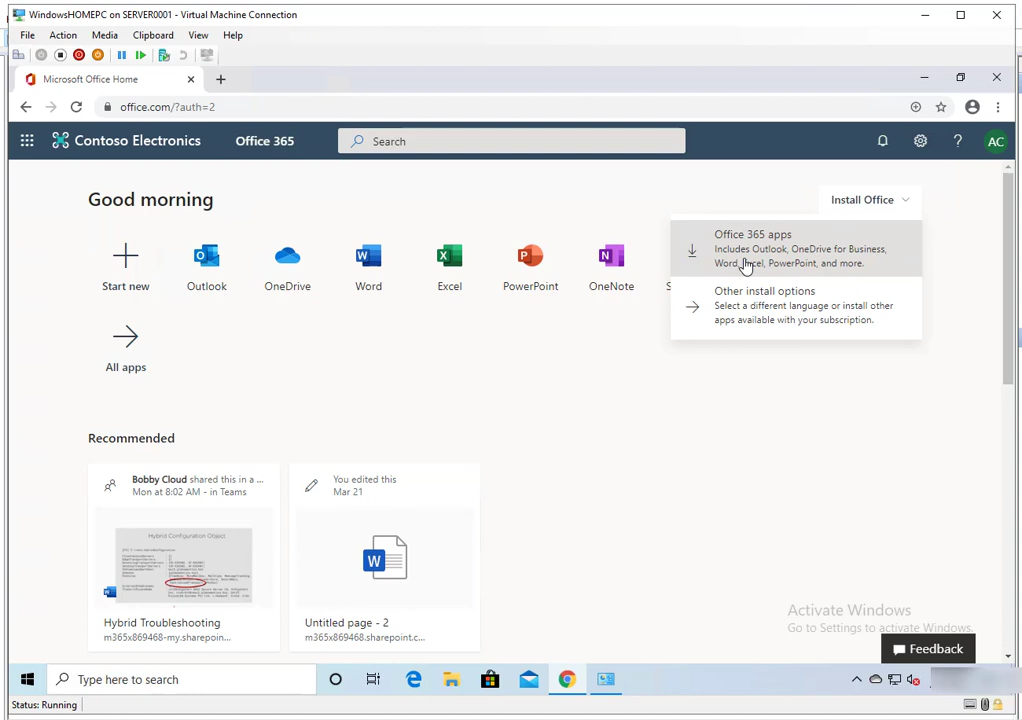 WindowsHOMEPC on SERVER0001 - Virtual Machine Connection
File Action Media Clipboard View Help
Microsoft Office Home
office.com/?auth=2
Contoso Electronics Office 365 Search AC
Good morning
Install Office
Office 365 apps
Includes Outlook, OneDrive for Business,
Word, Excel, PowerPoint, and more.
Other install options
Select a different language or install other
apps available with your subscription.
Start new Outlook OneDrive Word Excel PowerPoint OneNote S
All apps
Recommended
Bobby Cloud shared this in a ...
Mon at 8:02 AM - in Teams
Hybrid Configuration Object
Hybrid Troubleshooting
m365x869468-my.sharepoin...
You edited this
Mar 21
Untitled page - 2
m365x869468.sharepoint.c...
Activate Windows
Go to Settings to activate Windows.
Feedback
Type here to search
Status: Running